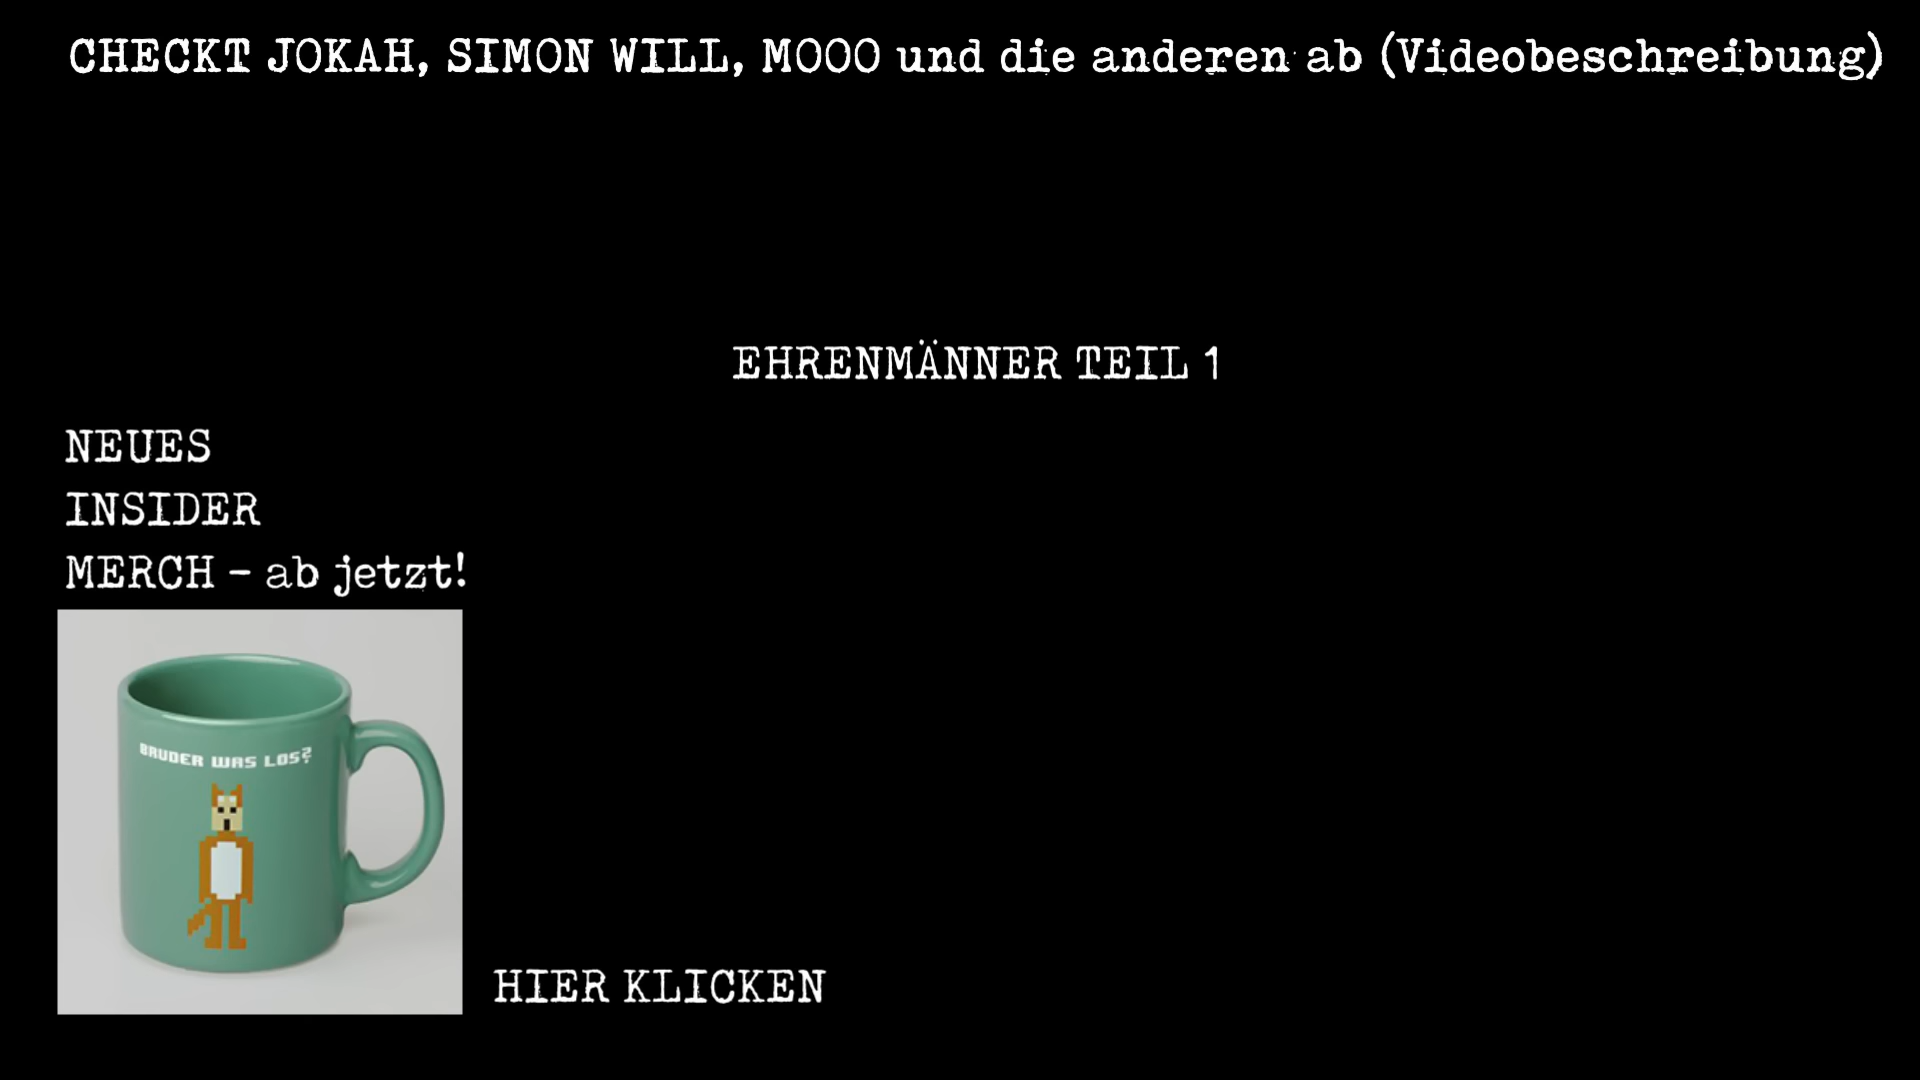 CHECKT JOKAH, SIMON WILL, MOOO und die anderen ab (Videobeschreibung)
EHRENMÄNNER TEIL 1
NEUES
INSIDER
MERCH - ab jetzt!
BRUDER WAS LOS?
HIER KLICKEN